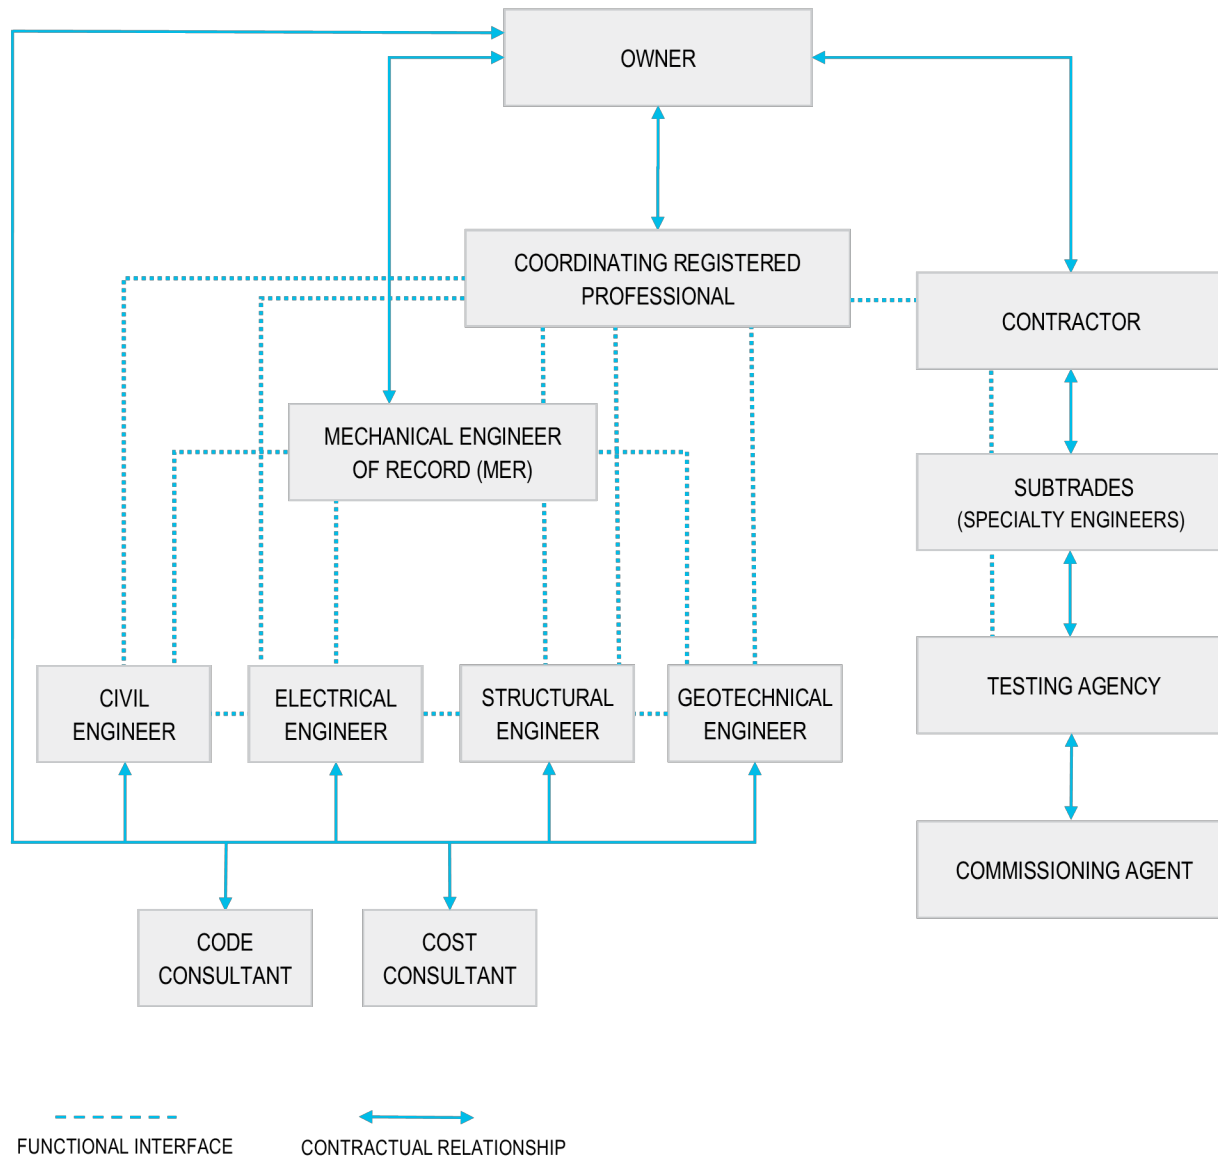 OWNER
COORDINATING REGISTERED
PROFESSIONAL
CONTRACTOR
MECHANICAL ENGINEER
OF RECORD (MER)
SUBTRADES
(SPECIALTY ENGINEERS)
CIVIL
ENGINEER
ELECTRICAL
ENGINEER
STRUCTURAL
ENGINEER
GEOTECHNICAL
ENGINEER
TESTING AGENCY
COMMISSIONING AGENT
CODE
CONSULTANT
COST
CONSULTANT
FUNCTIONAL INTERFACE
CONTRACTUAL RELATIONSHIP